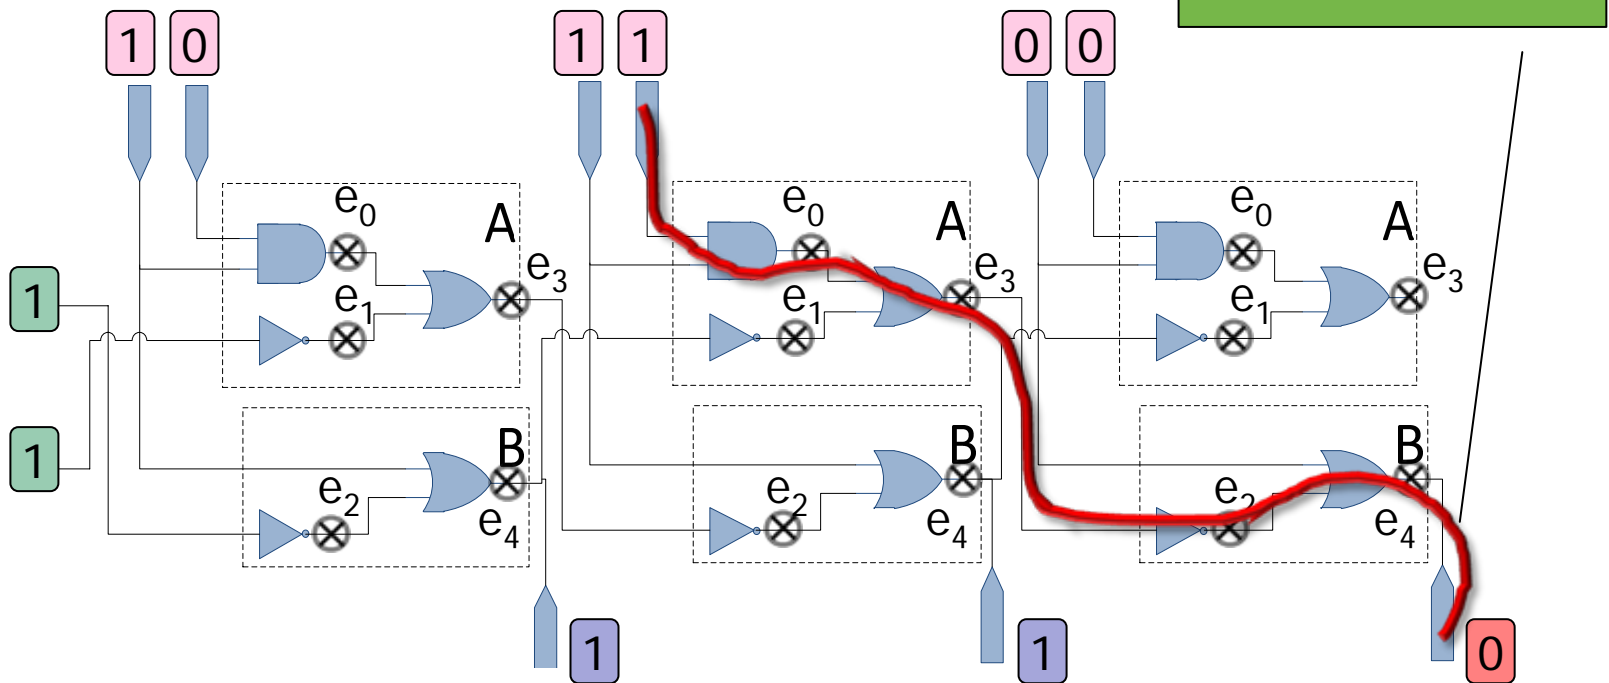 1 0 1 1 0 0
e0 A e0 A e0 A
e3 e3 e3
1 e1 e1 e1
1 B B B
e2 e2 e2
e4 e4 e4
1 1 0